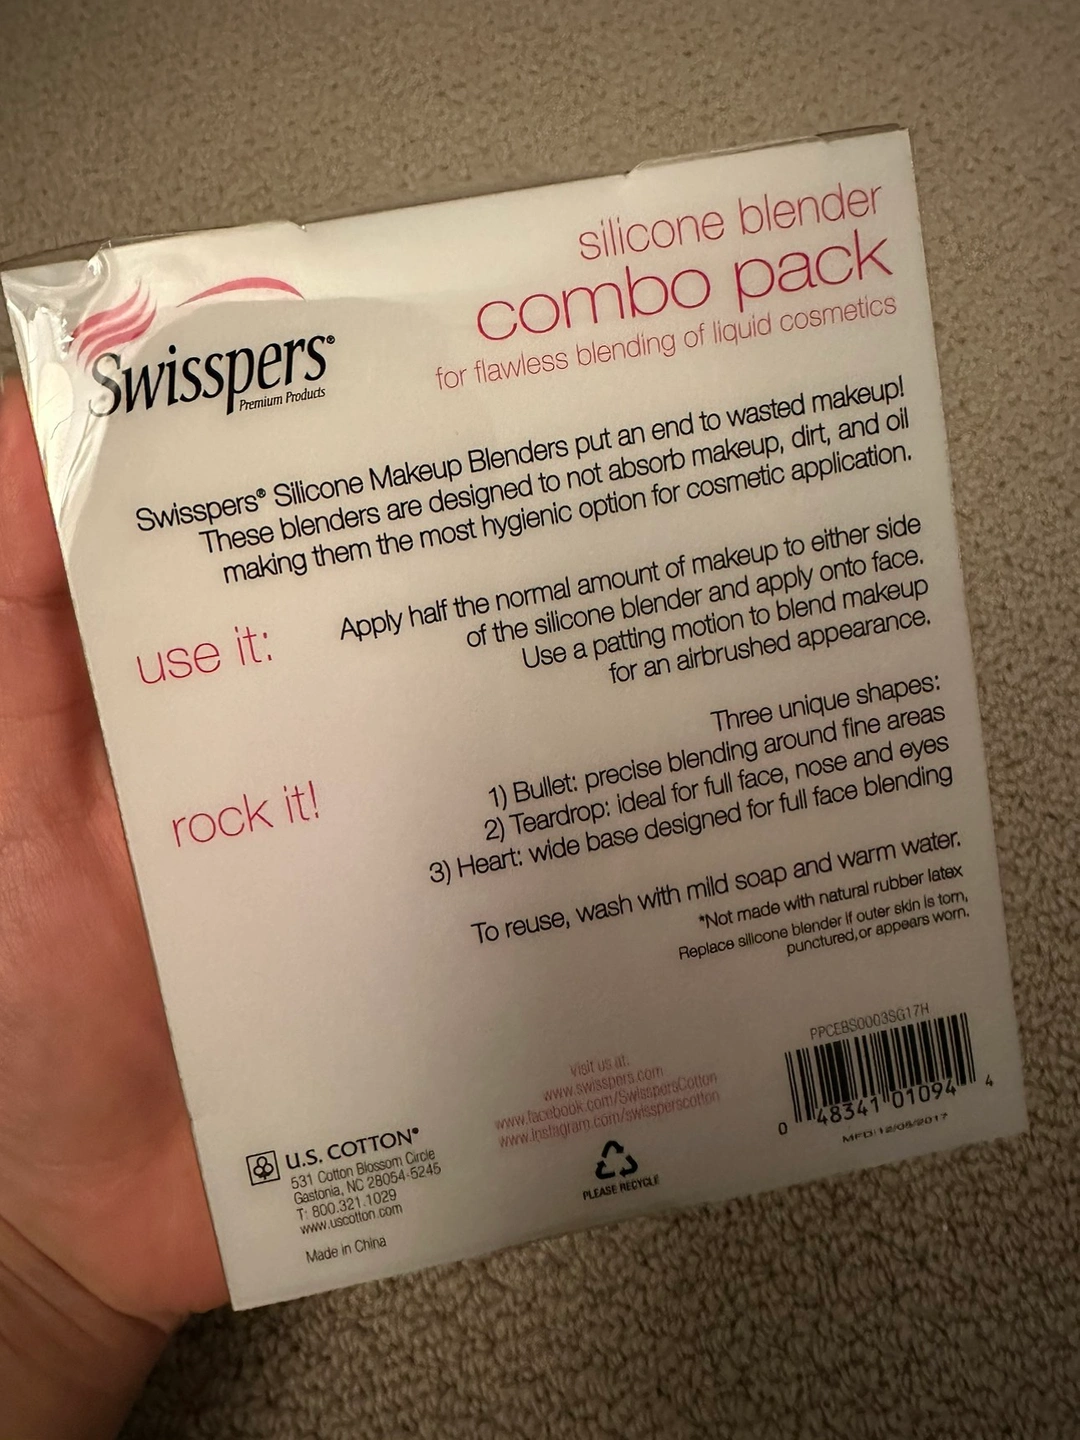 silicone blender
combo pack
for flawless blending of liquid cosmetics
Swisspers®
Premium Products
Swisspers® Silicone Makeup Blenders put an end to wasted makeup!
These blenders are designed to not absorb makeup, dirt, and oil
making them the most hygienic option for cosmetic application.
use it:
Apply half the normal amount of makeup to either side
of the silicone blender and apply onto face.
Use a patting motion to blend makeup
for an airbrushed appearance.
rock it!
Three unique shapes:
1) Bullet: precise blending around fine areas
2) Teardrop: ideal for full face, nose and eyes
3) Heart: wide base designed for full face blending
To reuse, wash with mild soap and warm water.
*Not made with natural rubber latex
Replace silicone blender if outer skin is torn,
punctured,or appears worn.
U.S. COTTON®
531 Cotton Blossom Circle
Gastonia, NC 28054-5245
T: 800.321.1029
www.uscotton.com
Made in China
visit us at:
www.swisspers.com
www.facebook.com/SwisspersCotton
www.instagram.com/swissperscotton
PLEASE RECYCLE
PPCEBS0003SG17H
0 48341 01094 4
MFD:12/05/2017